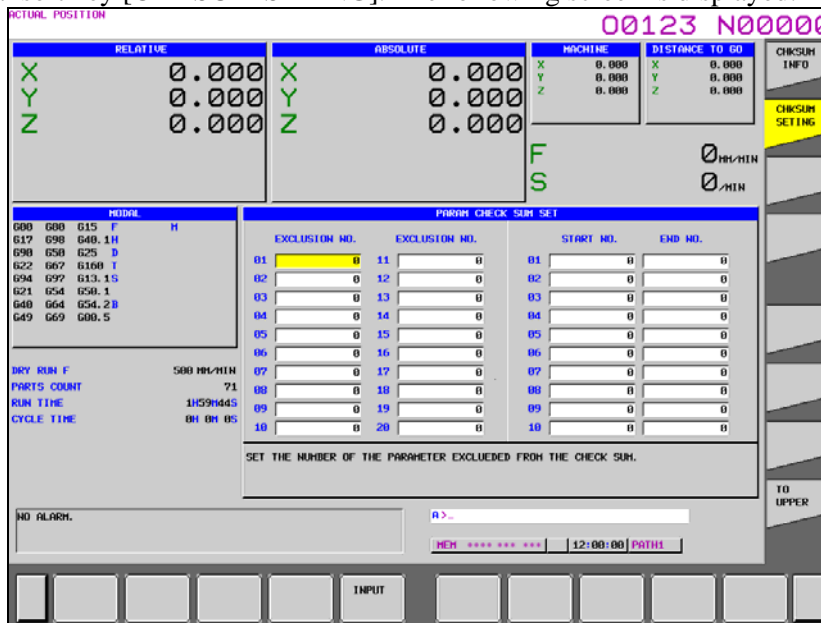 ACTUAL POSITION
O0123 N0000
RELATIVE
X 0.000
Y 0.000
Z 0.000
ABSOLUTE
X 0.000
Y 0.000
Z 0.000
MACHINE
X 0.000
Y 0.000
Z 0.000
DISTANCE TO GO
X 0.000
Y 0.000
Z 0.000
F 0MM/MIN
S 0/MIN
CHKSUM
INFO
CHKSUM
SETING
MODAL
G00 G80 G15 F M
G17 G98 G40.1H
G90 G50 G25 D
G22 G67 G160 T
G94 G97 G13.1S
G21 G54 G50.1
G40 G64 G54.2B
G49 G69 G80.5
DRY RUN F 500 MM/MIN
PARTS COUNT 71
RUN TIME 1H59M44S
CYCLE TIME 0H 0M 0S
PARAM CHECK SUM SET
EXCLUSION NO. EXCLUSION NO. START NO. END NO.
01 0 11 0 01 0 0
02 0 12 0 02 0 0
03 0 13 0 03 0 0
04 0 14 0 04 0 0
05 0 15 0 05 0 0
06 0 16 0 06 0 0
07 0 17 0 07 0 0
08 0 18 0 08 0 0
09 0 19 0 09 0 0
10 0 20 0 10 0 0
SET THE NUMBER OF THE PARAMETER EXCLUEDED FROM THE CHECK SUM.
TO
UPPER
NO ALARM.
A>_
MEM **** *** *** 12:00:00 PATH1
INPUT